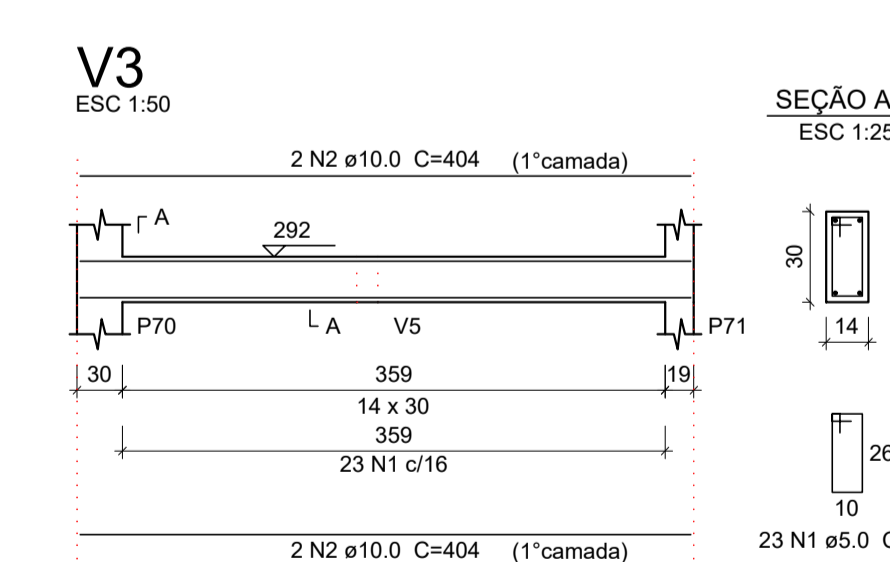 V3
ESC 1:50
SEÇÃO A
ESC 1:25
2 N2 ø10.0 C=404 (1°camada)
A
292
30
P70
A
V5
P71
14
30
359
19
14 x 30
359
23 N1 c/16
26
10
2 N2 ø10.0 C=404 (1°camada)
23 N1 ø5.0 C